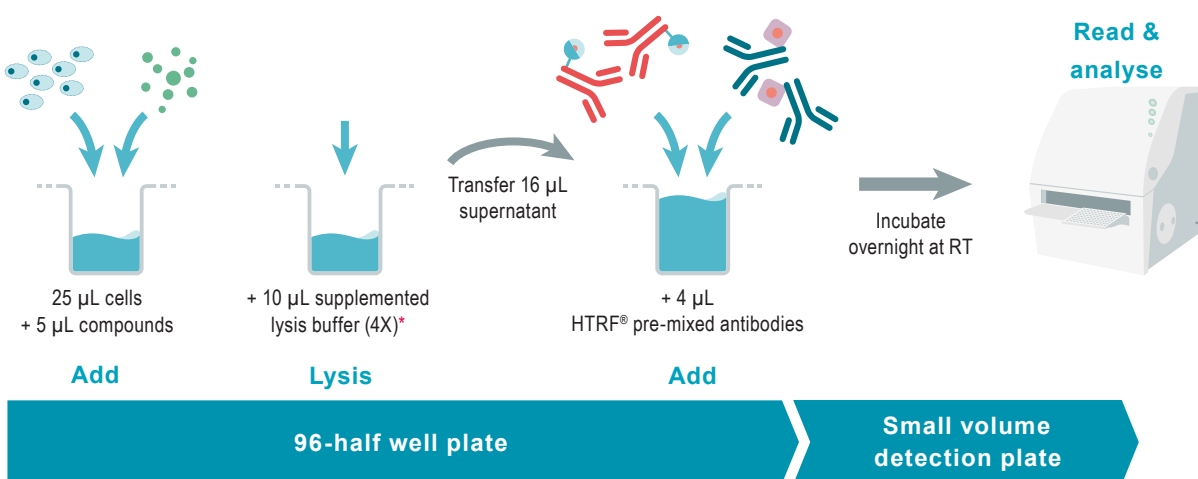 Read &
analyse
Transfer 16 µL
supernatant
Incubate
overnight at RT
25 µL cells
+ 5 µL compounds
+ 10 µL supplemented
lysis buffer (4X)*
+ 4 µL
HTRF® pre-mixed antibodies
Add
Lysis
Add
96-half well plate
Small volume
detection plate